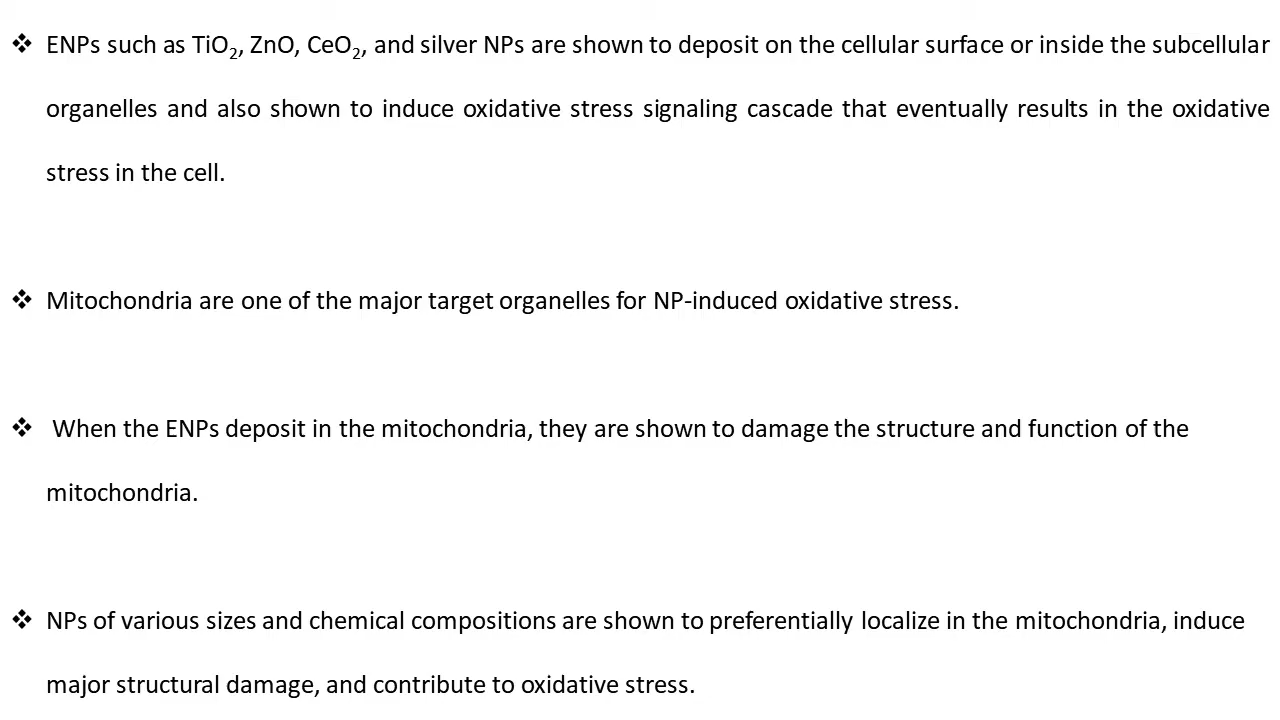 ❖ ENPs such as TiO₂, ZnO, CeO₂, and silver NPs are shown to deposit on the cellular surface or inside the subcellular
organelles and also shown to induce oxidative stress signaling cascade that eventually results in the oxidative
stress in the cell.
❖ Mitochondria are one of the major target organelles for NP-induced oxidative stress.
❖ When the ENPs deposit in the mitochondria, they are shown to damage the structure and function of the
mitochondria.
❖ NPs of various sizes and chemical compositions are shown to preferentially localize in the mitochondria, induce
major structural damage, and contribute to oxidative stress.